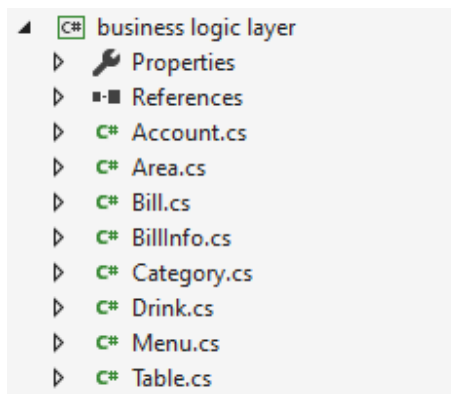 C# business logic layer
Properties
References
C# Account.cs
C# Area.cs
C# Bill.cs
C# BillInfo.cs
C# Category.cs
C# Drink.cs
C# Menu.cs
C# Table.cs